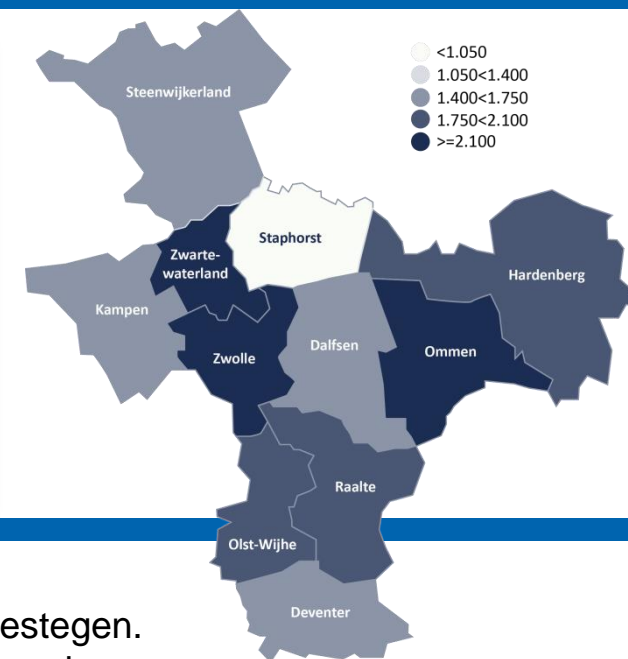 <1.050
1.050<1.400
1.400<1.750
1.750<2.100
>=2.100
Steenwijkerland
Staphorst
Zwarte-
waterland
Hardenberg
Kampen
Dalfsen
Ommen
Zwolle
Raalte
Olst-Wijhe
Deventer
estegen.